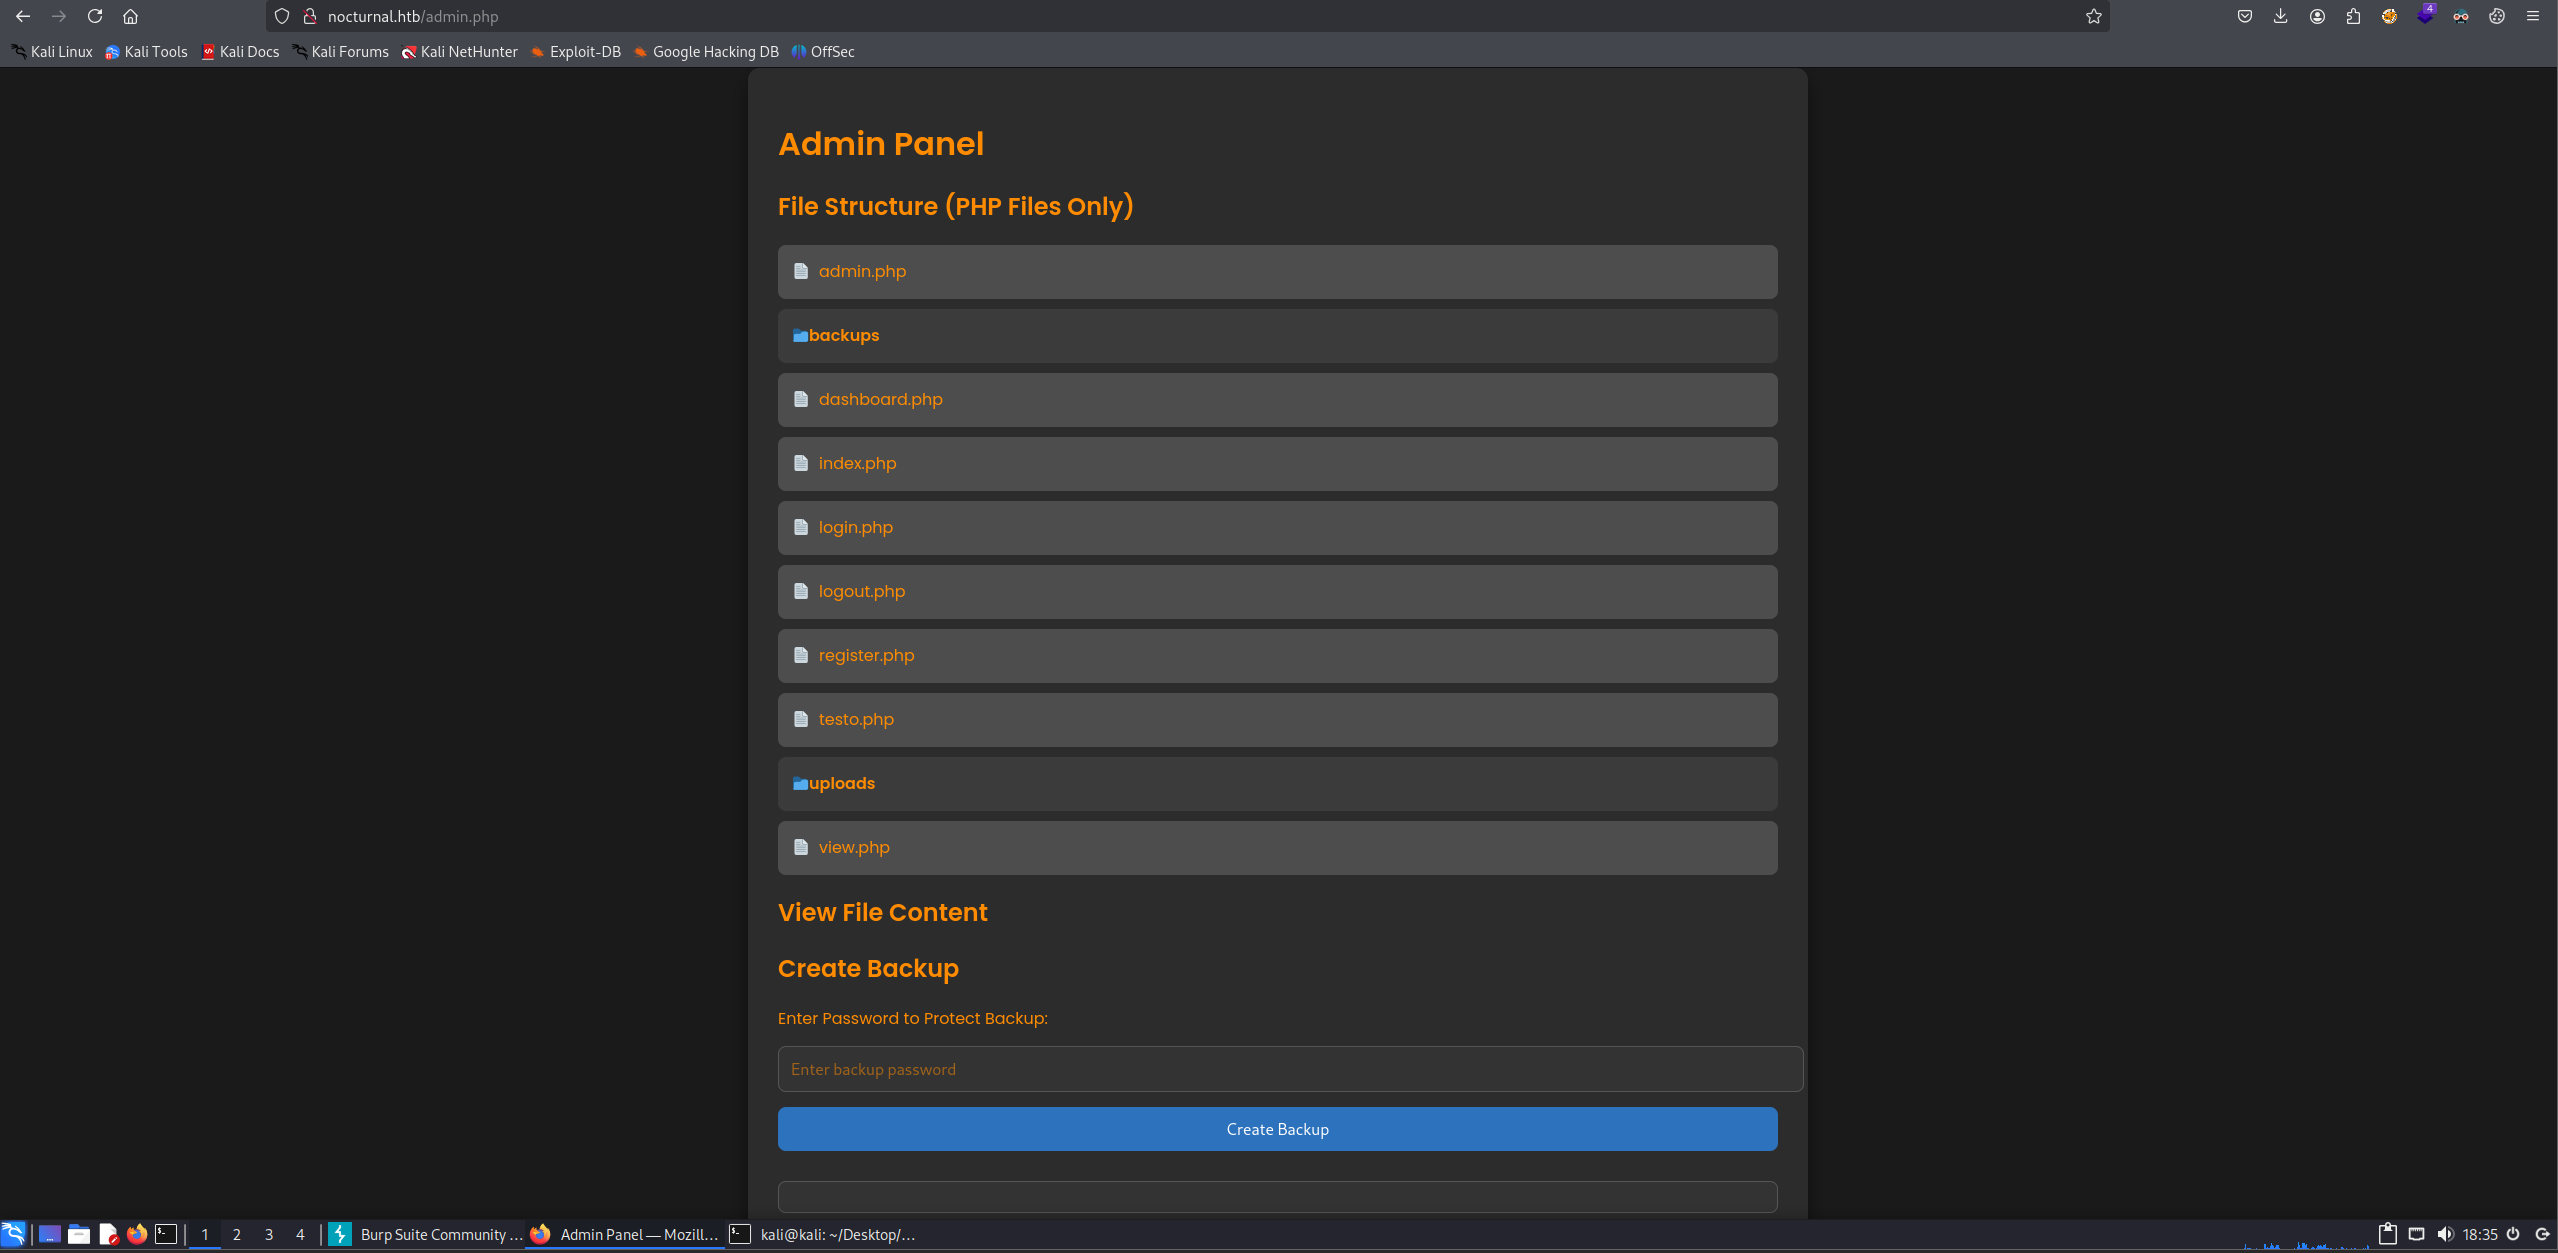 nocturnal.htb/admin.php
4
Kali Linux Kali Tools Kali Docs Kali Forums Kali NetHunter Exploit-DB Google Hacking DB OffSec
Admin Panel
File Structure (PHP Files Only)
admin.php
backups
dashboard.php
index.php
login.php
logout.php
register.php
testo.php
uploads
view.php
View File Content
Create Backup
Enter Password to Protect Backup:
Enter backup password
Create Backup
1 2 3 4 Burp Suite Community ... Admin Panel — Mozill... kali@kali: ~/Desktop/... 18:35